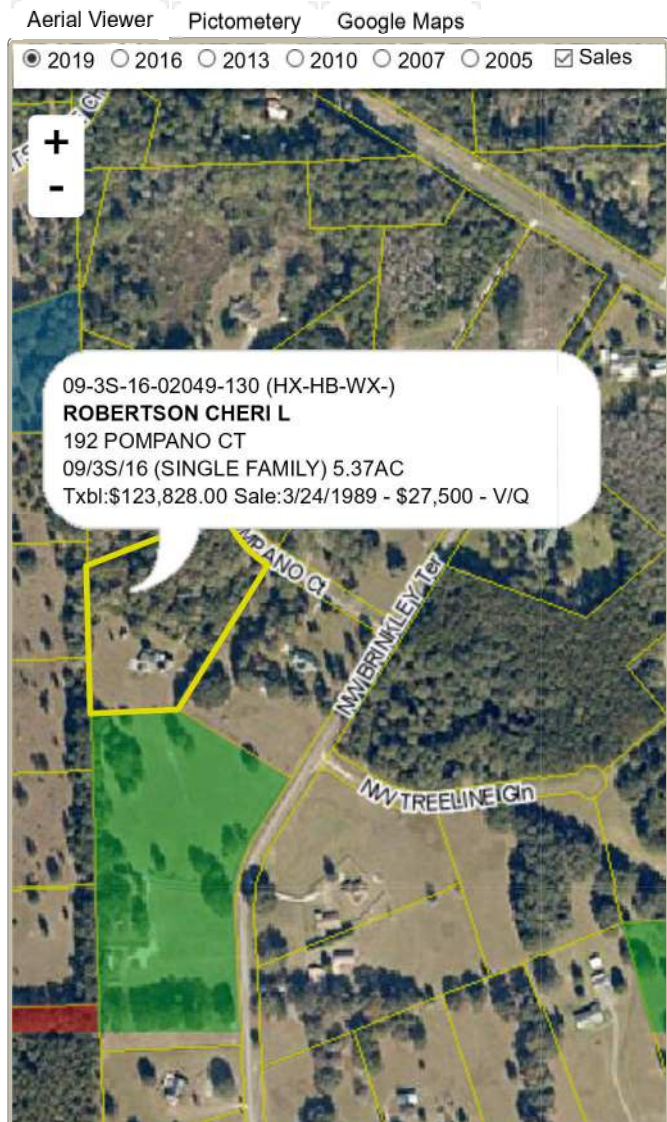 Aerial Viewer Pictometery Google Maps
2019 2016 2013 2010 2007 2005 Sales
+
-
09-3S-16-02049-130 (HX-HB-WX-)
ROBERTSON CHERI L
192 POMPANO CT
09/3S/16 (SINGLE FAMILY) 5.37AC
Txbl:$123,828.00 Sale:3/24/1989 - $27,500 - V/Q
MPANO Ct
NW BRINKLEY Ter
NW TREELINE Gln